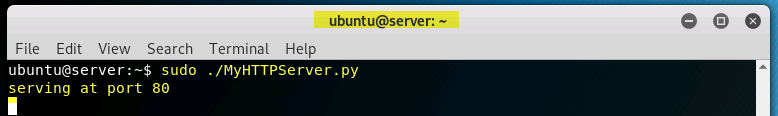 ubuntu@server: ~
File Edit View Search Terminal Help
ubuntu@server:~$ sudo ./MyHTTPServer.py
serving at port 80